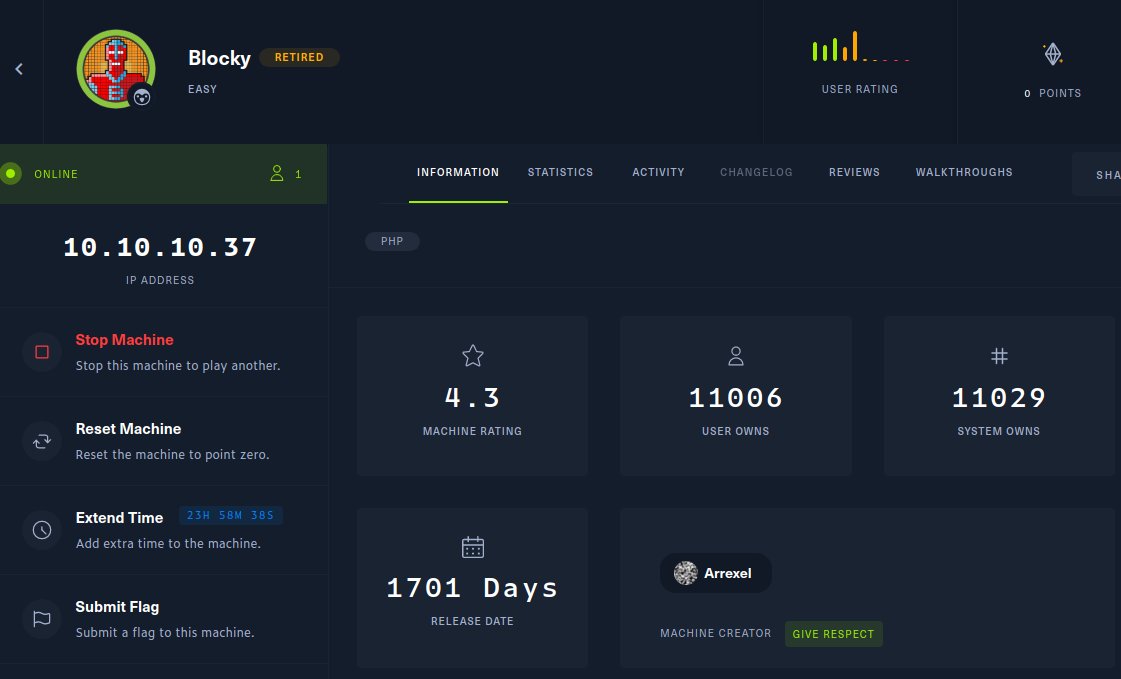 Blocky RETIRED
EASY
USER RATING
0 POINTS
ONLINE 1
10.10.10.37
IP ADDRESS
Stop Machine
Stop this machine to play another.
Reset Machine
Reset the machine to point zero.
Extend Time 23H 58M 38S
Add extra time to the machine.
Submit Flag
Submit a flag to this machine.
INFORMATION STATISTICS ACTIVITY CHANGELOG REVIEWS WALKTHROUGHS SHA
PHP
4.3
MACHINE RATING
11006
USER OWNS
11029
SYSTEM OWNS
1701 Days
RELEASE DATE
Arrexel
MACHINE CREATOR GIVE RESPECT